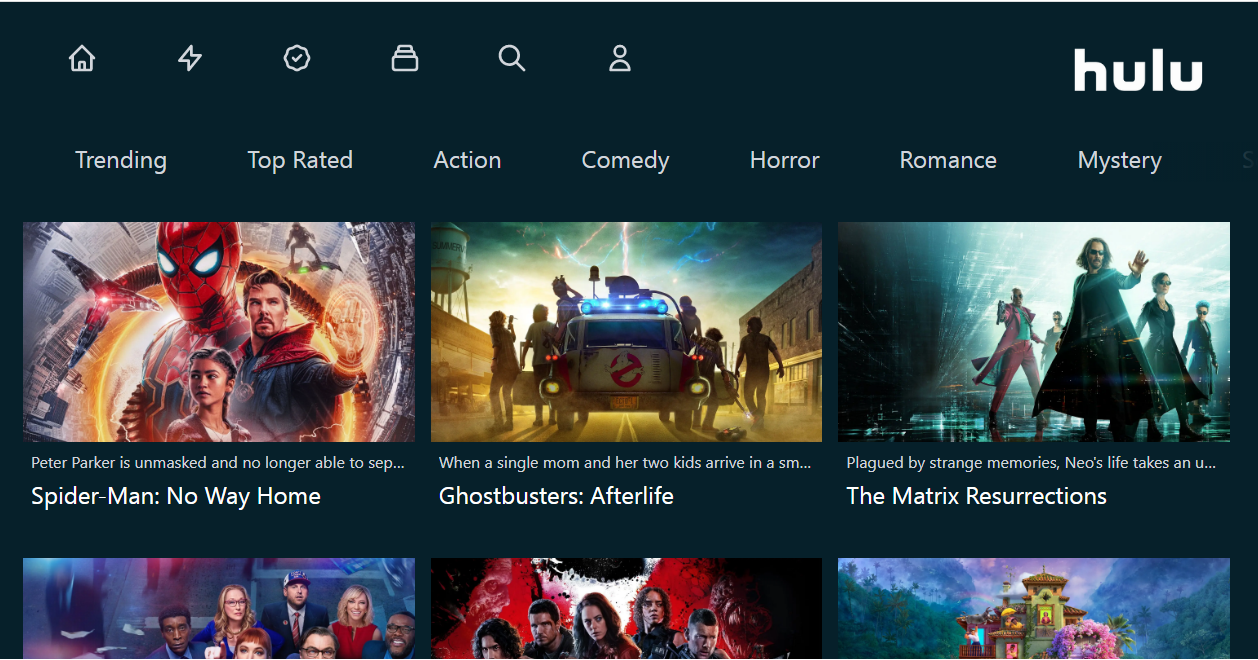 hulu
Trending Top Rated Action Comedy Horror Romance Mystery S
Peter Parker is unmasked and no longer able to sep...
Spider-Man: No Way Home
When a single mom and her two kids arrive in a sm...
Ghostbusters: Afterlife
Plagued by strange memories, Neo's life takes an u...
The Matrix Resurrections